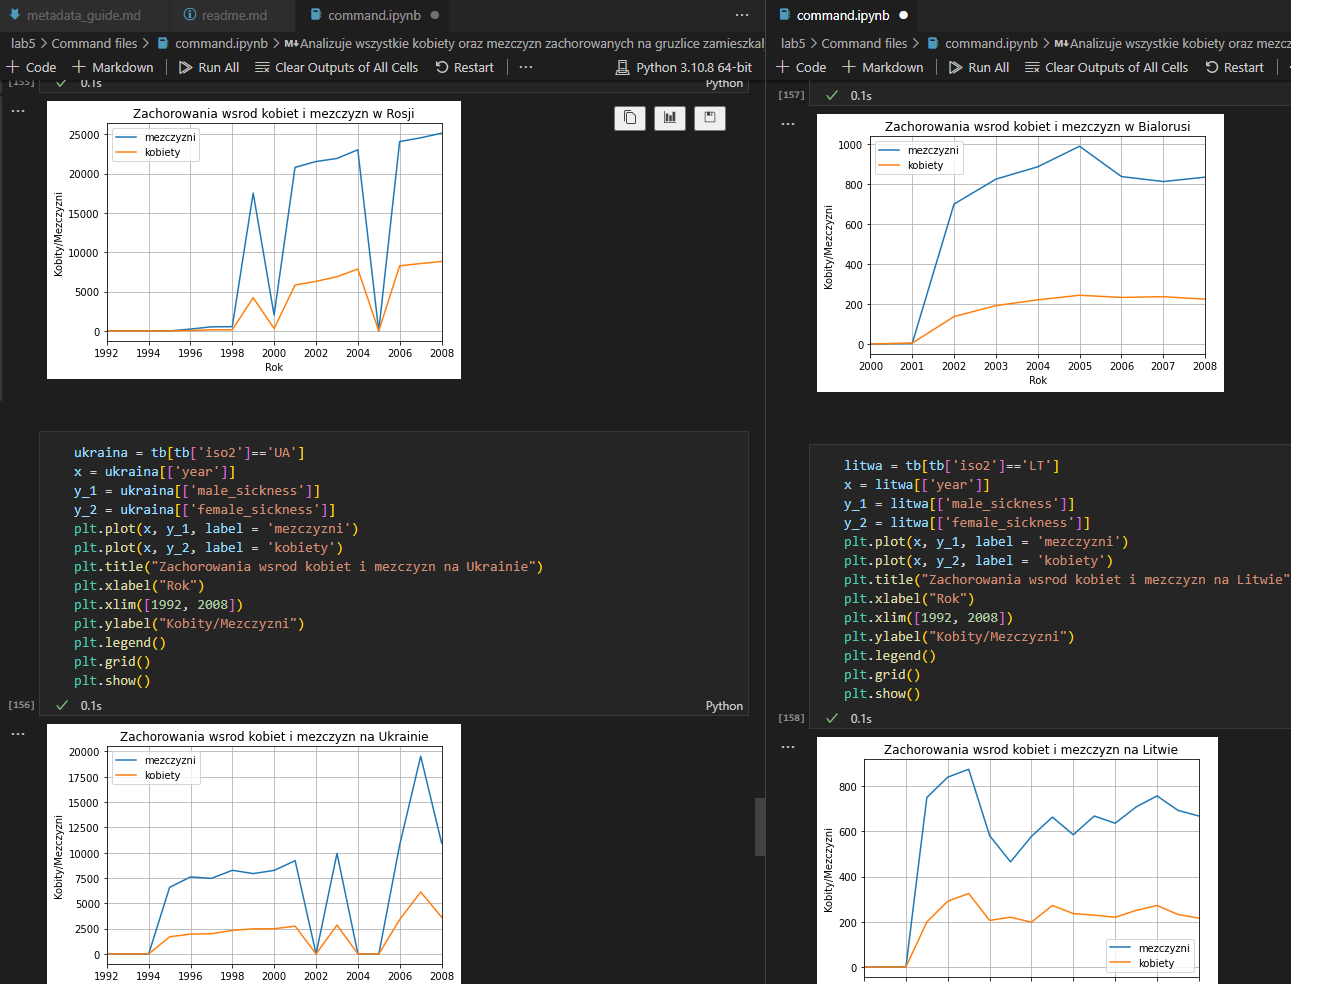 metadata_guide.md
readme.md
command.ipynb
lab5 > Command files > command.ipynb > M↓Analizuje wszystkie kobiety oraz mezczyzn zachorowanych na gruzlice zamieszkal
Code
Markdown
Run All
Clear Outputs of All Cells
Restart
Python 3.10.8 64-bit
[155]
0.1s
Python
Zachorowania wsrod kobiet i mezczyzn w Rosji
mezczyzni
kobiety
25000
20000
15000
10000
5000
0
Kobity/Mezczyzni
1992 1994 1996 1998 2000 2002 2004 2006 2008
Rok
ukraina = tb[tb['iso2']=='UA']
x = ukraina[['year']]
y_1 = ukraina[['male_sickness']]
y_2 = ukraina[['female_sickness']]
plt.plot(x, y_1, label = 'mezczyzni')
plt.plot(x, y_2, label = 'kobiety')
plt.title("Zachorowania wsrod kobiet i mezczyzn na Ukrainie")
plt.xlabel("Rok")
plt.xlim([1992, 2008])
plt.ylabel("Kobity/Mezczyzni")
plt.legend()
plt.grid()
plt.show()
[156]
0.1s
Python
Zachorowania wsrod kobiet i mezczyzn na Ukrainie
mezczyzni
kobiety
20000
17500
15000
12500
10000
7500
5000
2500
0
Kobity/Mezczyzni
1992 1994 1996 1998 2000 2002 2004 2006 2008
command.ipynb
lab5 > Command files > command.ipynb > M↓Analizuje wszystkie kobiety oraz mezcz
Code
Markdown
Run All
Clear Outputs of All Cells
Restart
[157]
0.1s
Zachorowania wsrod kobiet i mezczyzn w Bialorusi
mezczyzni
kobiety
1000
800
600
400
200
0
Kobity/Mezczyzni
2000 2001 2002 2003 2004 2005 2006 2007 2008
Rok
litwa = tb[tb['iso2']=='LT']
x = litwa[['year']]
y_1 = litwa[['male_sickness']]
y_2 = litwa[['female_sickness']]
plt.plot(x, y_1, label = 'mezczyzni')
plt.plot(x, y_2, label = 'kobiety')
plt.title("Zachorowania wsrod kobiet i mezczyzn na Litwie"
plt.xlabel("Rok")
plt.xlim([1992, 2008])
plt.ylabel("Kobity/Mezczyzni")
plt.legend()
plt.grid()
plt.show()
[158]
0.1s
Zachorowania wsrod kobiet i mezczyzn na Litwie
800
600
400
200
0
Kobity/Mezczyzni
mezczyzni
kobiety